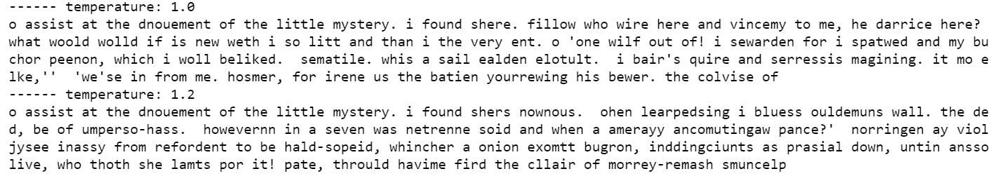 ------ temperature: 1.0
o assist at the dnouement of the little mystery. i found shere. fillow who wire here and vincemy to me, he darrice here?
what woold wolld if is new weth i so litt and than i the very ent. o 'one wilf out of! i sewarden for i spatwed and my bu
chor peenon, which i woll beliked.  sematile. whis a sail ealden elotult.  i bair's quire and serressis magining. it mo e
lke,''  'we'se in from me. hosmer, for irene us the batien yourrewing his bewer. the colvise of
------ temperature: 1.2
o assist at the dnouement of the little mystery. i found shers nownous.  ohen learpedsing i bluess ouldemuns wall. the de
d, be of umperso-hass.  howevernn in a seven was netrenne soid and when a amerayy ancomutingaw pance?'  norringen ay viol
jysee inassy from refordent to be hald-sopeid, whincher a onion exomtt bugron, inddingciunts as prasial down, untin ansso
live, who thoth she lamts por it! pate, thrould havime fird the cllair of morrey-remash smuncelp